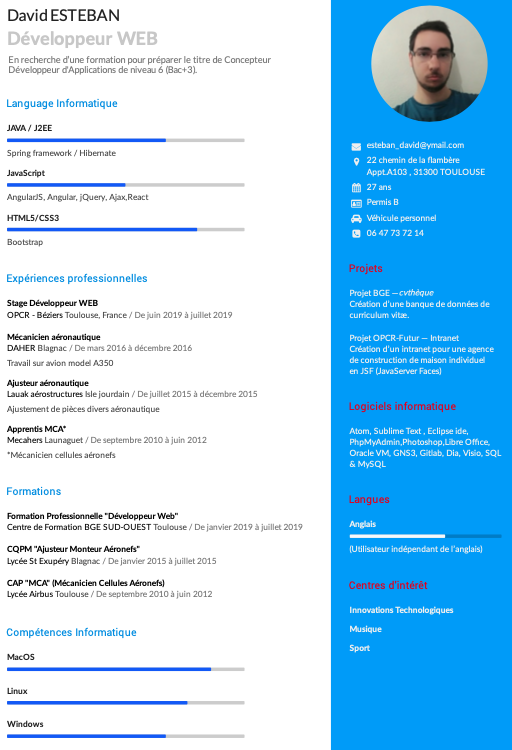 David ESTEBAN
Développeur WEB
En recherche d'une formation pour préparer le titre de Concepteur
Développeur d'Applications de niveau 6 (Bac+3).
Language Informatique
JAVA / J2EE
Spring framework / Hibernate
JavaScript
AngularJS, Angular, jQuery, Ajax,React
HTML5/CSS3
Bootstrap
Expériences professionnelles
Stage Développeur WEB
OPCR - Béziers Toulouse, France / De juin 2019 à juillet 2019
Mécanicien aéronautique
DAHER Blagnac / De mars 2016 à décembre 2016
Travail sur avion model A350
Ajusteur aéronautique
Lauak aérostructures Isle jourdain / De juillet 2015 à décembre 2015
Ajustement de pièces divers aéronautique
Apprentis MCA*
Mecahers Launaguet / De septembre 2010 à juin 2012
*Mécanicien cellules aéronefs
Formations
Formation Professionnelle "Développeur Web"
Centre de Formation BGE SUD-OUEST Toulouse / De janvier 2019 à juillet 2019
CQPM "Ajusteur Monteur Aéronefs"
Lycée St Exupéry Blagnac / De janvier 2015 à juillet 2015
CAP "MCA" (Mécanicien Cellules Aéronefs)
Lycée Airbus Toulouse / De septembre 2010 à juin 2012
Compétences Informatique
MacOS
Linux
Windows
esteban_david@ymail.com
22 chemin de la flambère
Appt.A103 , 31300 TOULOUSE
27 ans
Permis B
Véhicule personnel
06 47 73 72 14
Projets
Projet BGE — cvthèque
Création d'une banque de données de
curriculum vitæ.
Projet OPCR-Futur — Intranet
Création d'un intranet pour une agence
de construction de maison individuel
en JSF (JavaServer Faces)
Logiciels informatique
Atom, Sublime Text , Eclipse ide,
PhpMyAdmin,Photoshop,Libre Office,
Oracle VM, GNS3, Gitlab, Dia, Visio, SQL
& MySQL
Langues
Anglais
(Utilisateur indépendant de l'anglais)
Centres d'intérêt
Innovations Technologiques
Musique
Sport